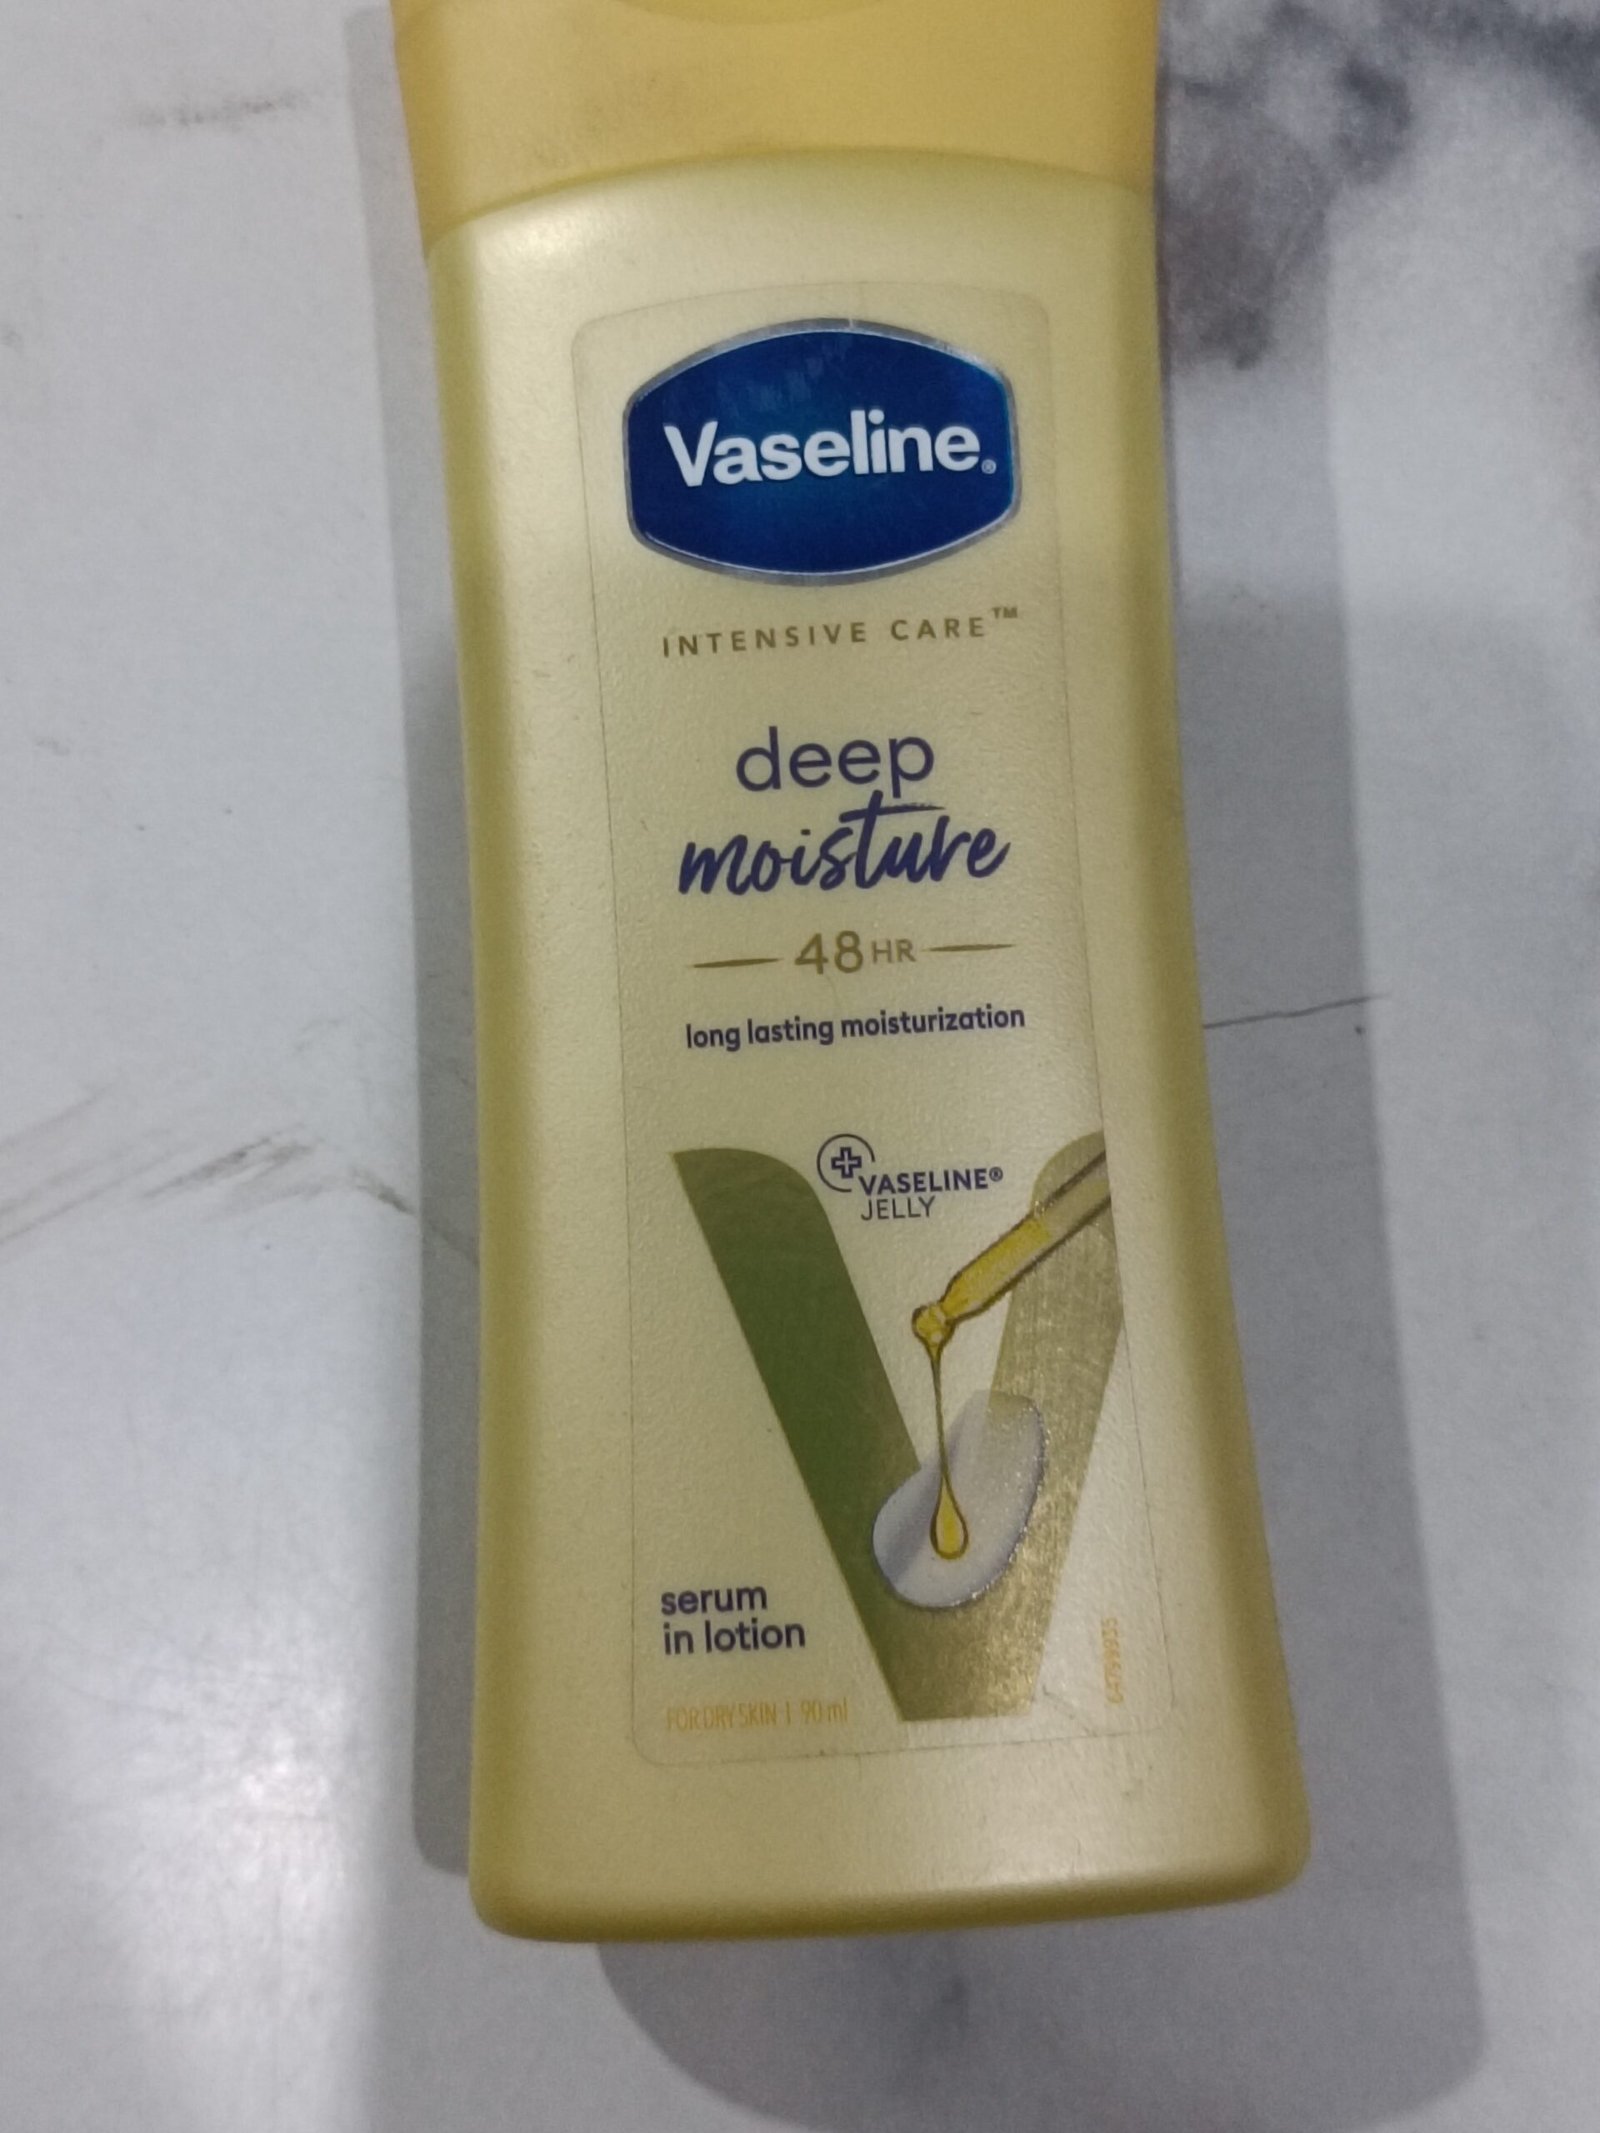 Vaseline®
INTENSIVE CARE™
deep
moisture
48 HR
long lasting moisturization
VASELINE®
JELLY
serum
in lotion
FOR DRY SKIN | 90 ml